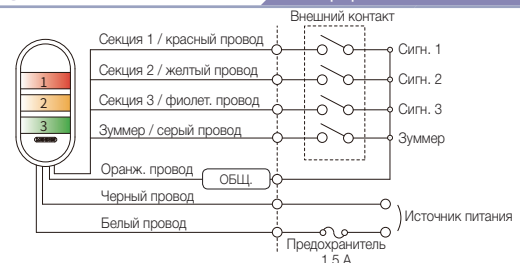 Внешний контакт
Секция 1 / красный провод
Сигн. 1
Секция 2 / желтый провод
Сигн. 2
Секция 3 / фиолет. провод
Сигн. 3
Зуммер / серый провод
Зуммер
1
2
3
Оранж. провод
ОБЩ.
Черный провод
Источник питания
Белый провод
Предохранитель
1,5 А